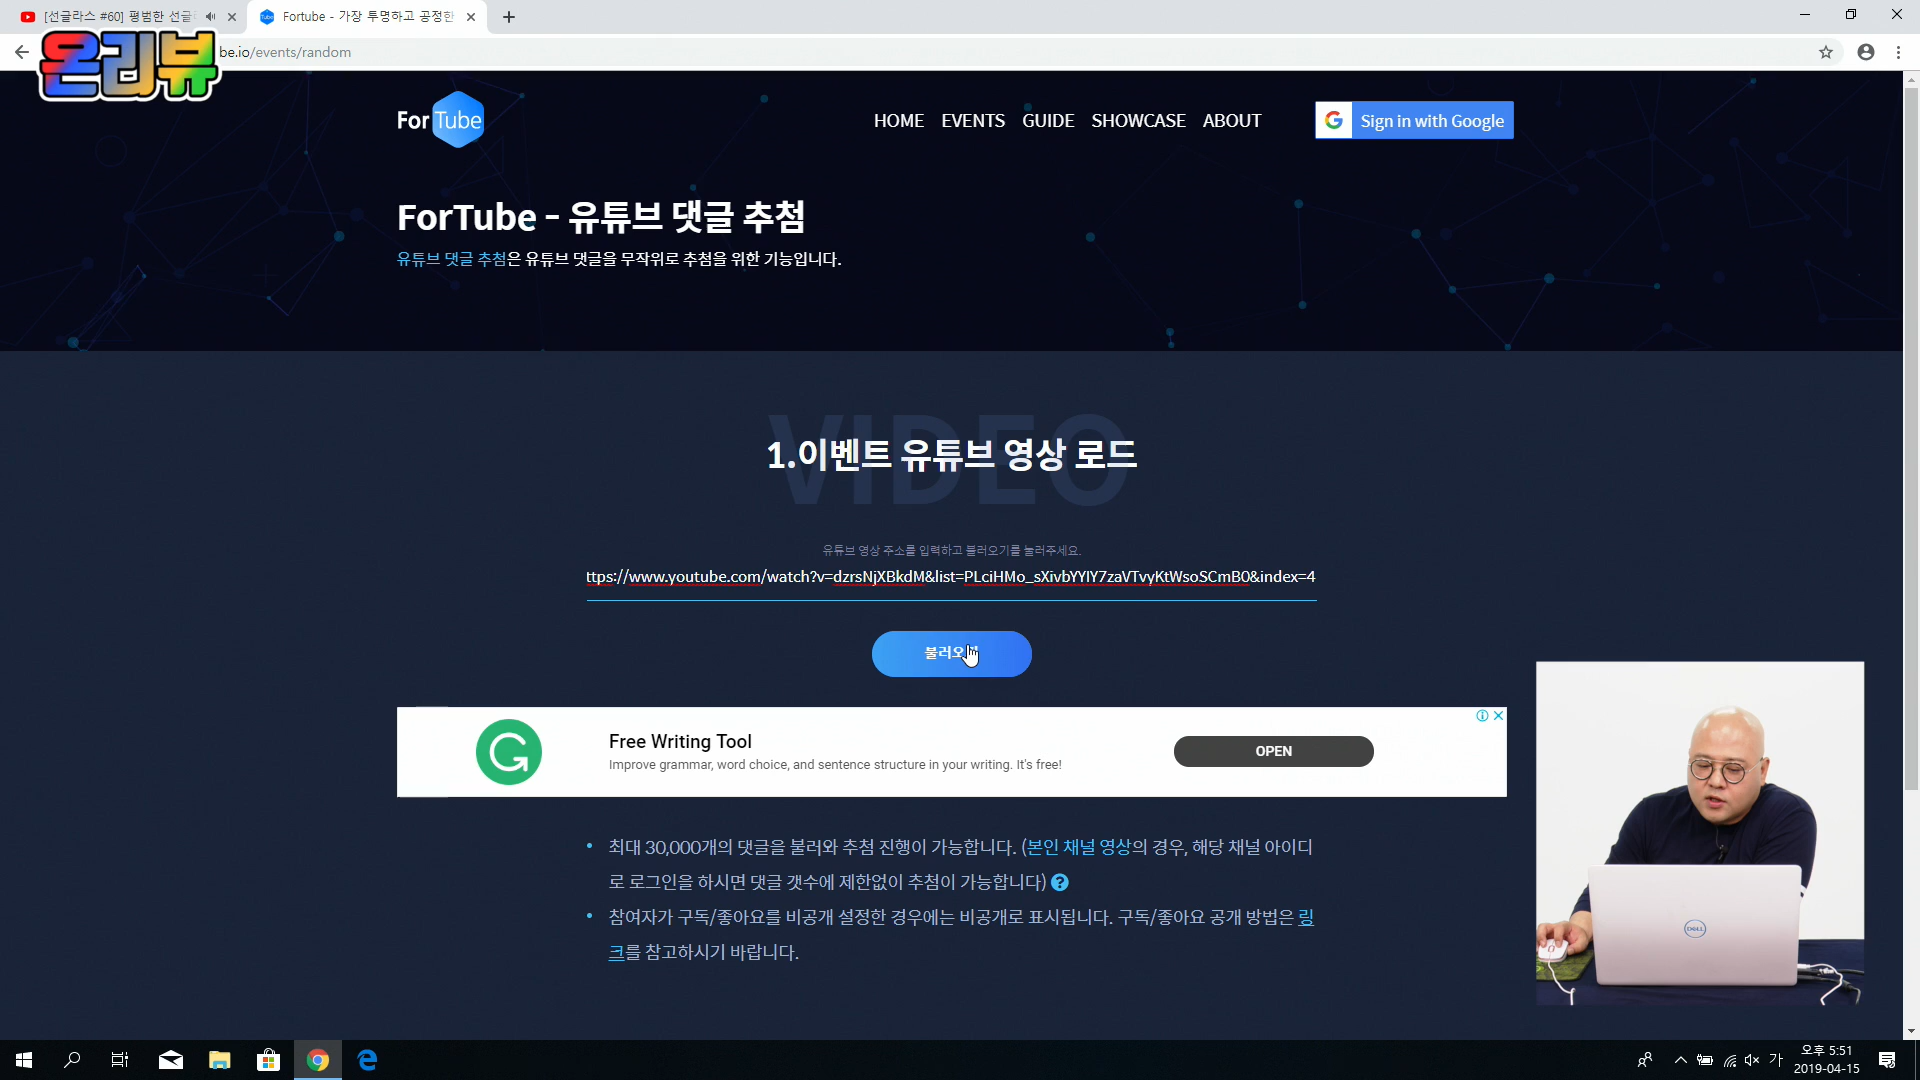 [선글라스 #60] 평범한 선글
Fortube - 가장 투명하고 공정한
온리뷰
be.io/events/random
ForTube
HOME EVENTS GUIDE SHOWCASE ABOUT
Sign in with Google
ForTube - 유튜브 댓글 추첨
유튜브 댓글 추첨은 유튜브 댓글을 무작위로 추첨을 위한 기능입니다.
VIDEO
1.이벤트 유튜브 영상 로드
유튜브 영상 주소를 입력하고 불러오기를 눌러주세요.
ttps://www.youtube.com/watch?v=dzrsNjXBkdM&list=PLciHMo_sXivbYYIY7zaVTvyKtWsoSCmB0&index=4
불러오기
Free Writing Tool
Improve grammar, word choice, and sentence structure in your writing. It's free!
OPEN
최대 30,000개의 댓글을 불러와 추첨 진행이 가능합니다. (본인 채널 영상의 경우, 해당 채널 아이디
로 로그인을 하시면 댓글 갯수에 제한없이 추첨이 가능합니다)
참여자가 구독/좋아요를 비공개 설정한 경우에는 비공개로 표시됩니다. 구독/좋아요 공개 방법은 링
크를 참고하시기 바랍니다.
DELL
가
오후 5:51
2019-04-15